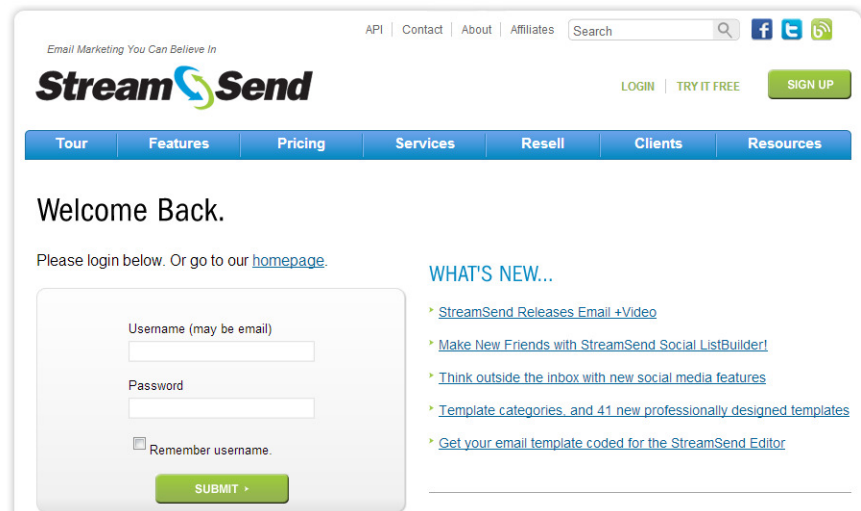 API | Contact | About | Affiliates Search
Email Marketing You Can Believe In
StreamSend
LOGIN | TRY IT FREE SIGN UP
Tour Features Pricing Services Resell Clients Resources
Welcome Back.
Please login below. Or go to our homepage.
Username (may be email)
Password
Remember username.
SUBMIT
WHAT'S NEW...
StreamSend Releases Email +Video
Make New Friends with StreamSend Social ListBuilder!
Think outside the inbox with new social media features
Template categories, and 41 new professionally designed templates
Get your email template coded for the StreamSend Editor